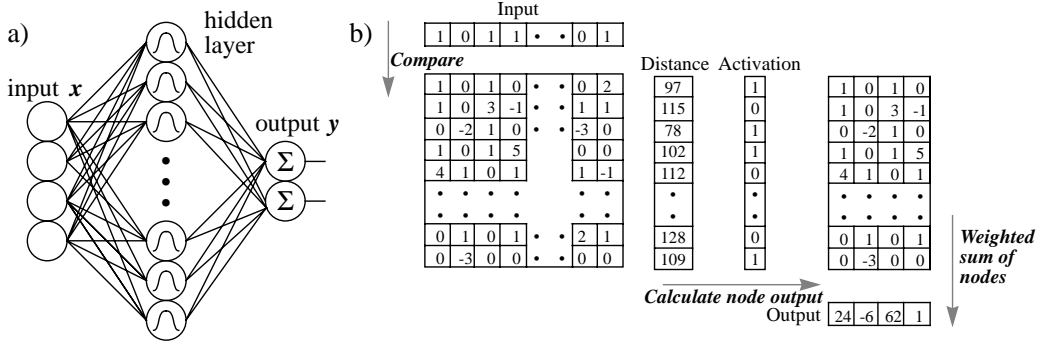 a)
hidden
layer
input x
output y
Σ
Σ
b)
Input
1 0 1 1 • • 0 1
Compare
Distance Activation
1 0 1 0 • • 0 2 97 1 1 0 1 0
1 0 3 -1 • • 1 1 115 0 1 0 3 -1
0 -2 1 0 • • -3 0 78 1 0 -2 1 0
1 0 1 5 0 0 102 1 1 0 1 5
4 1 0 1 1 -1 112 0 4 1 0 1
• • • • • • • • • • • •
• • • • • • • • • • • •
0 1 0 1 • • 2 1 128 0 0 1 0 1
0 -3 0 0 0 0 109 1 0 -3 0 0
Weighted
sum of
nodes
Calculate node output
Output 24 -6 62 1